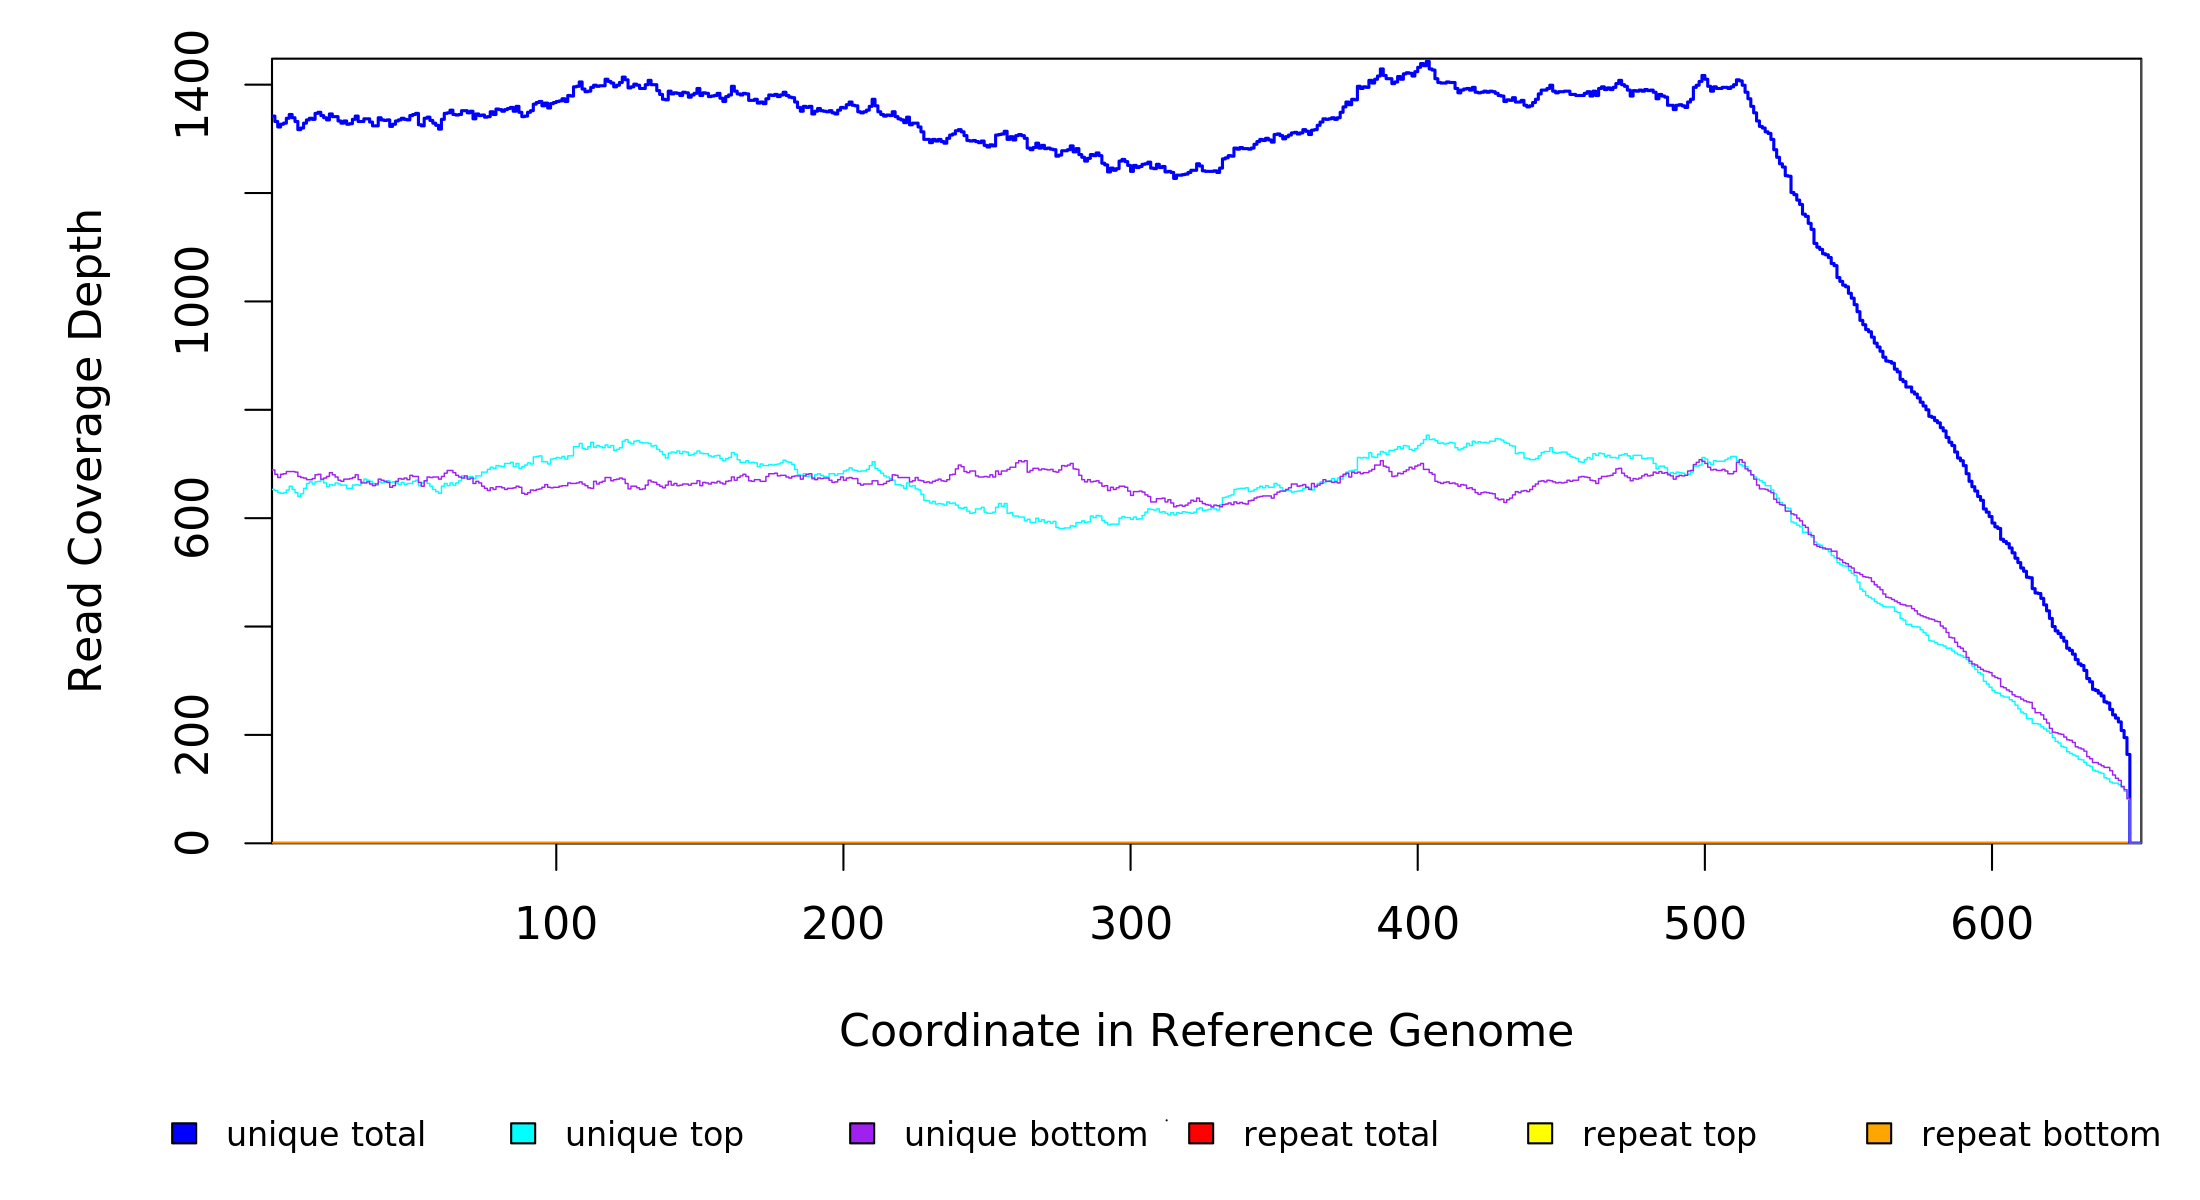 Read Coverage Depth
1400
1000
600
200
0
100 200 300 400 500 600
Coordinate in Reference Genome
unique total unique top unique bottom repeat total repeat top repeat bottom